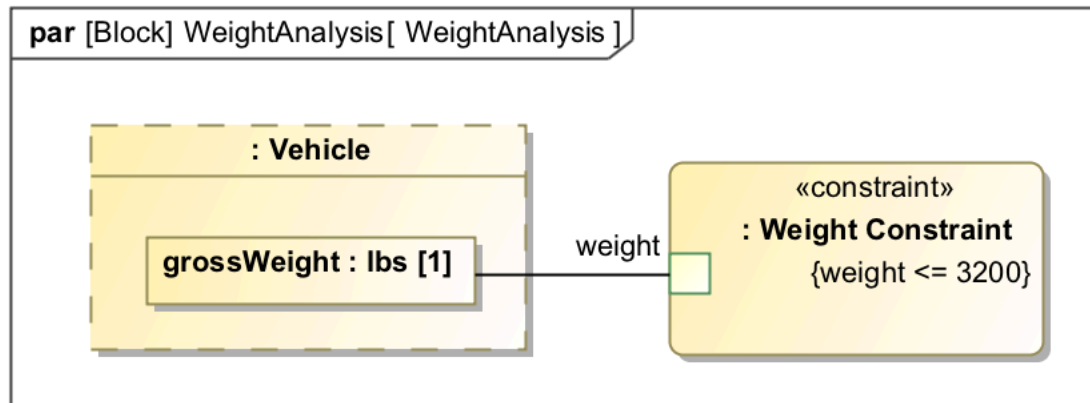 par [Block] WeightAnalysis[ WeightAnalysis ]
: Vehicle
grossWeight : lbs [1]
weight
«constraint»
: Weight Constraint
{weight <= 3200}